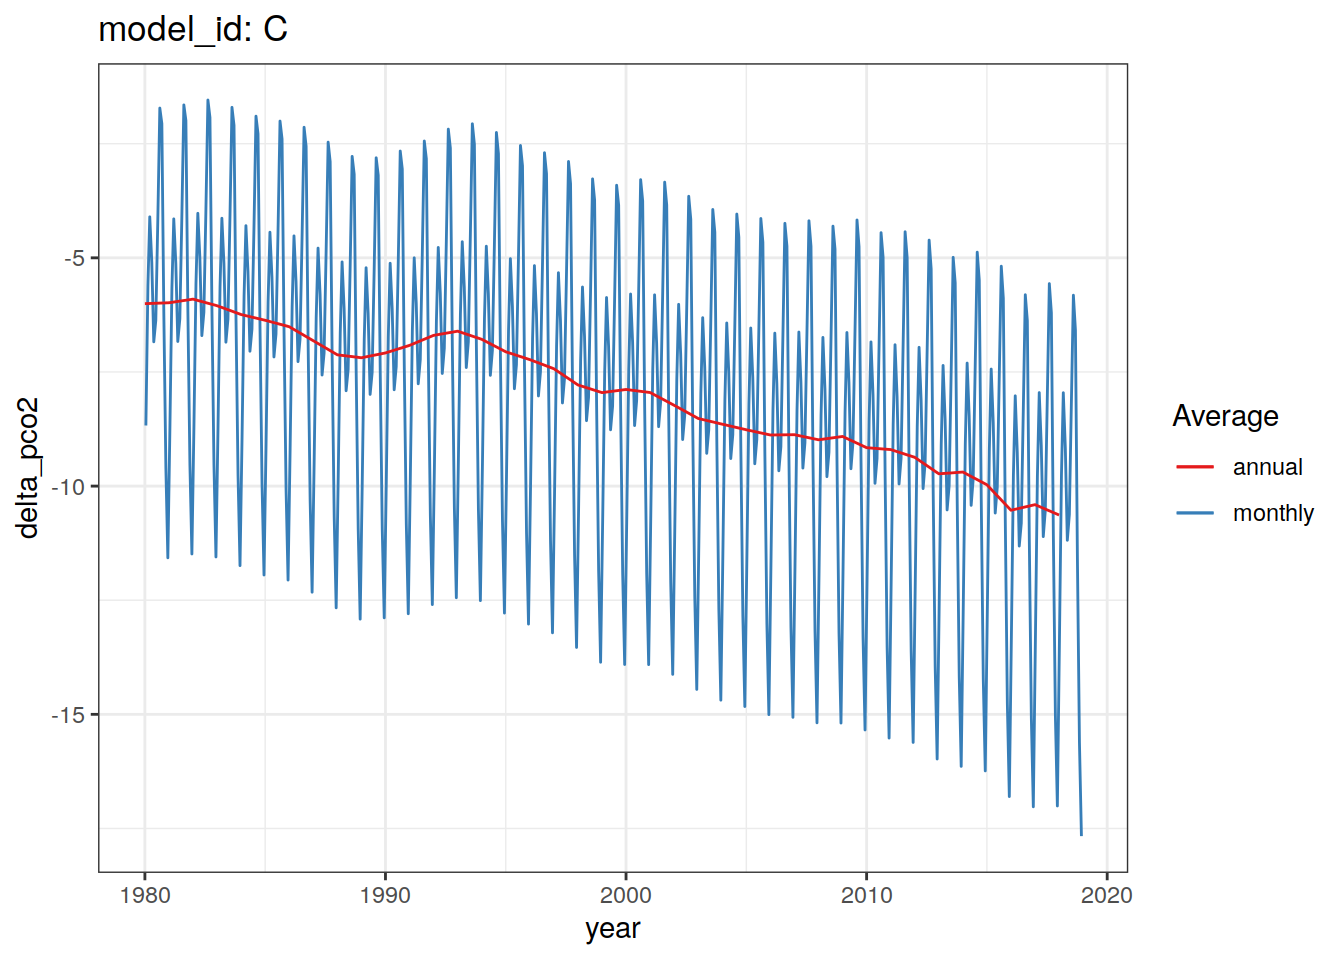 model_id: C
delta_pco2
-5
-10
-15
1980
1990
2000
2010
2020
year
Average
annual
monthly